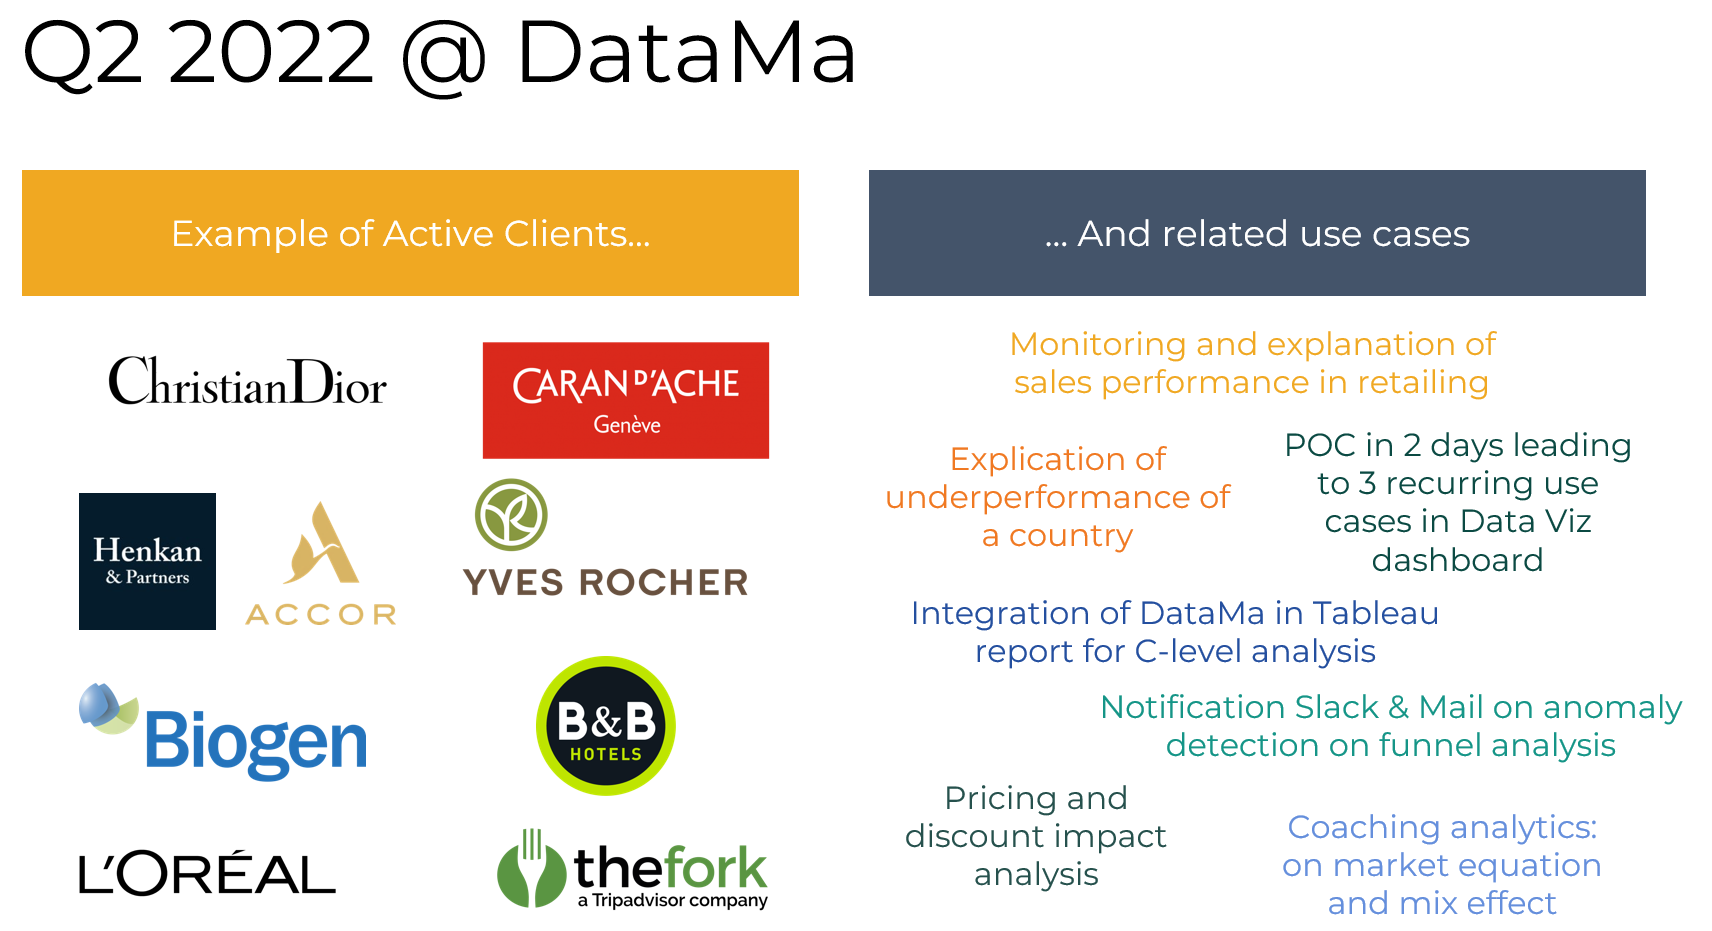 Q2 2022 @ DataMa
Example of Active Clients...
ChristianDior
CARAN D'ACHE
Genève
Henkan
& Partners
ACCOR
YVES ROCHER
Biogen
B&B
HOTELS
L'ORÉAL
thefork
a Tripadvisor company
... And related use cases
Monitoring and explanation of
sales performance in retailing
Explication of
underperformance of
a country
POC in 2 days leading
to 3 recurring use
cases in Data Viz
dashboard
Integration of DataMa in Tableau
report for C-level analysis
Notification Slack & Mail on anomaly
detection on funnel analysis
Pricing and
discount impact
analysis
Coaching analytics:
on market equation
and mix effect